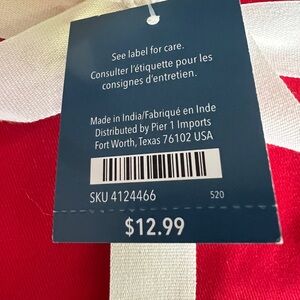 See label for care.
Consulter l'étiquette pour les
consignes d'entretien.
Made in India/Fabriqué en Inde
Distributed by Pier 1 Imports
Fort Worth, Texas 76102 USA
SKU 4124466 520
$12.99